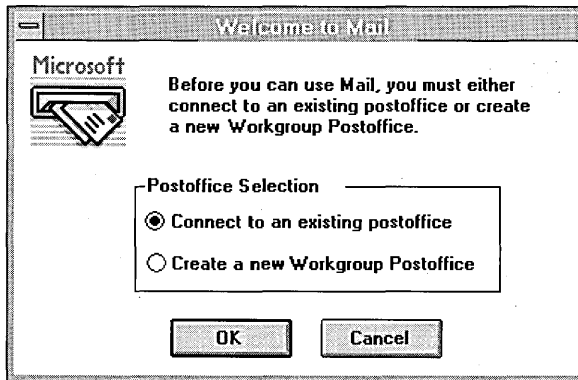 Welcome to Mail
Microsoft
Before you can use Mail, you must either
connect to an existing postoffice or create
a new Workgroup Postoffice.
Postoffice Selection
Connect to an existing postoffice
Create a new Workgroup Postoffice
OK
Cancel